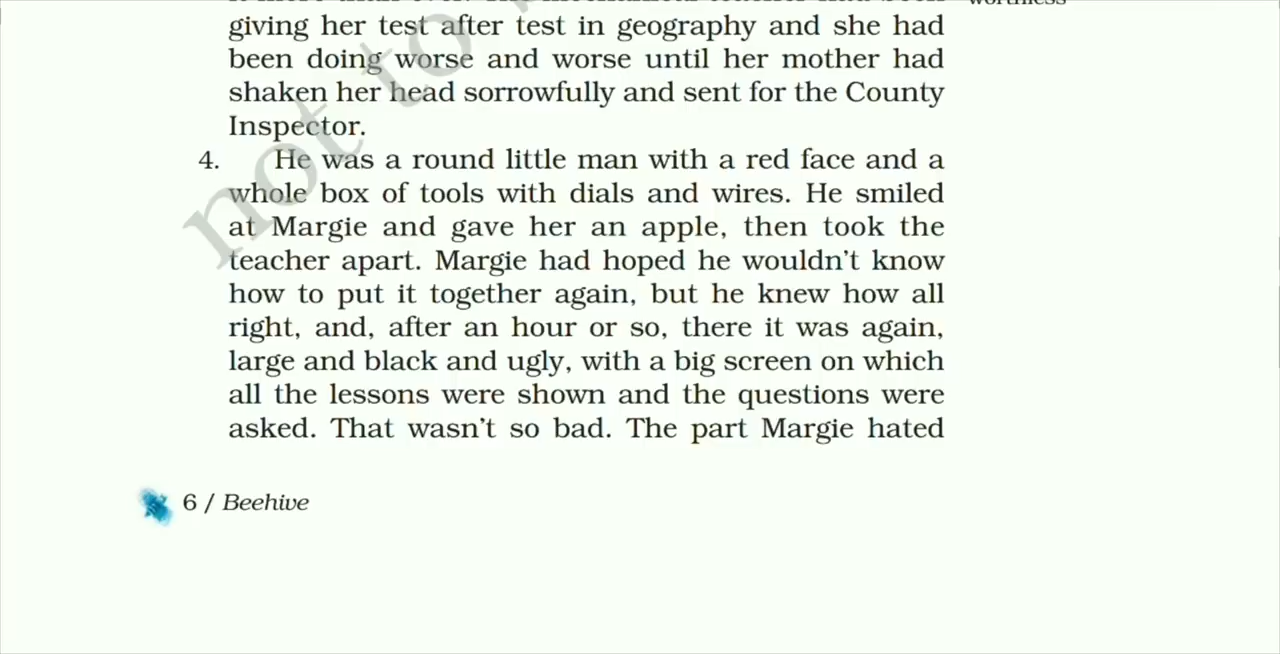 giving her test after test in geography and she had
been doing worse and worse until her mother had
shaken her head sorrowfully and sent for the County
Inspector.
4. He was a round little man with a red face and a
whole box of tools with dials and wires. He smiled
at Margie and gave her an apple, then took the
teacher apart. Margie had hoped he wouldn’t know
how to put it together again, but he knew how all
right, and, after an hour or so, there it was again,
large and black and ugly, with a big screen on which
all the lessons were shown and the questions were
asked. That wasn’t so bad. The part Margie hated
6 / Beehive
not to